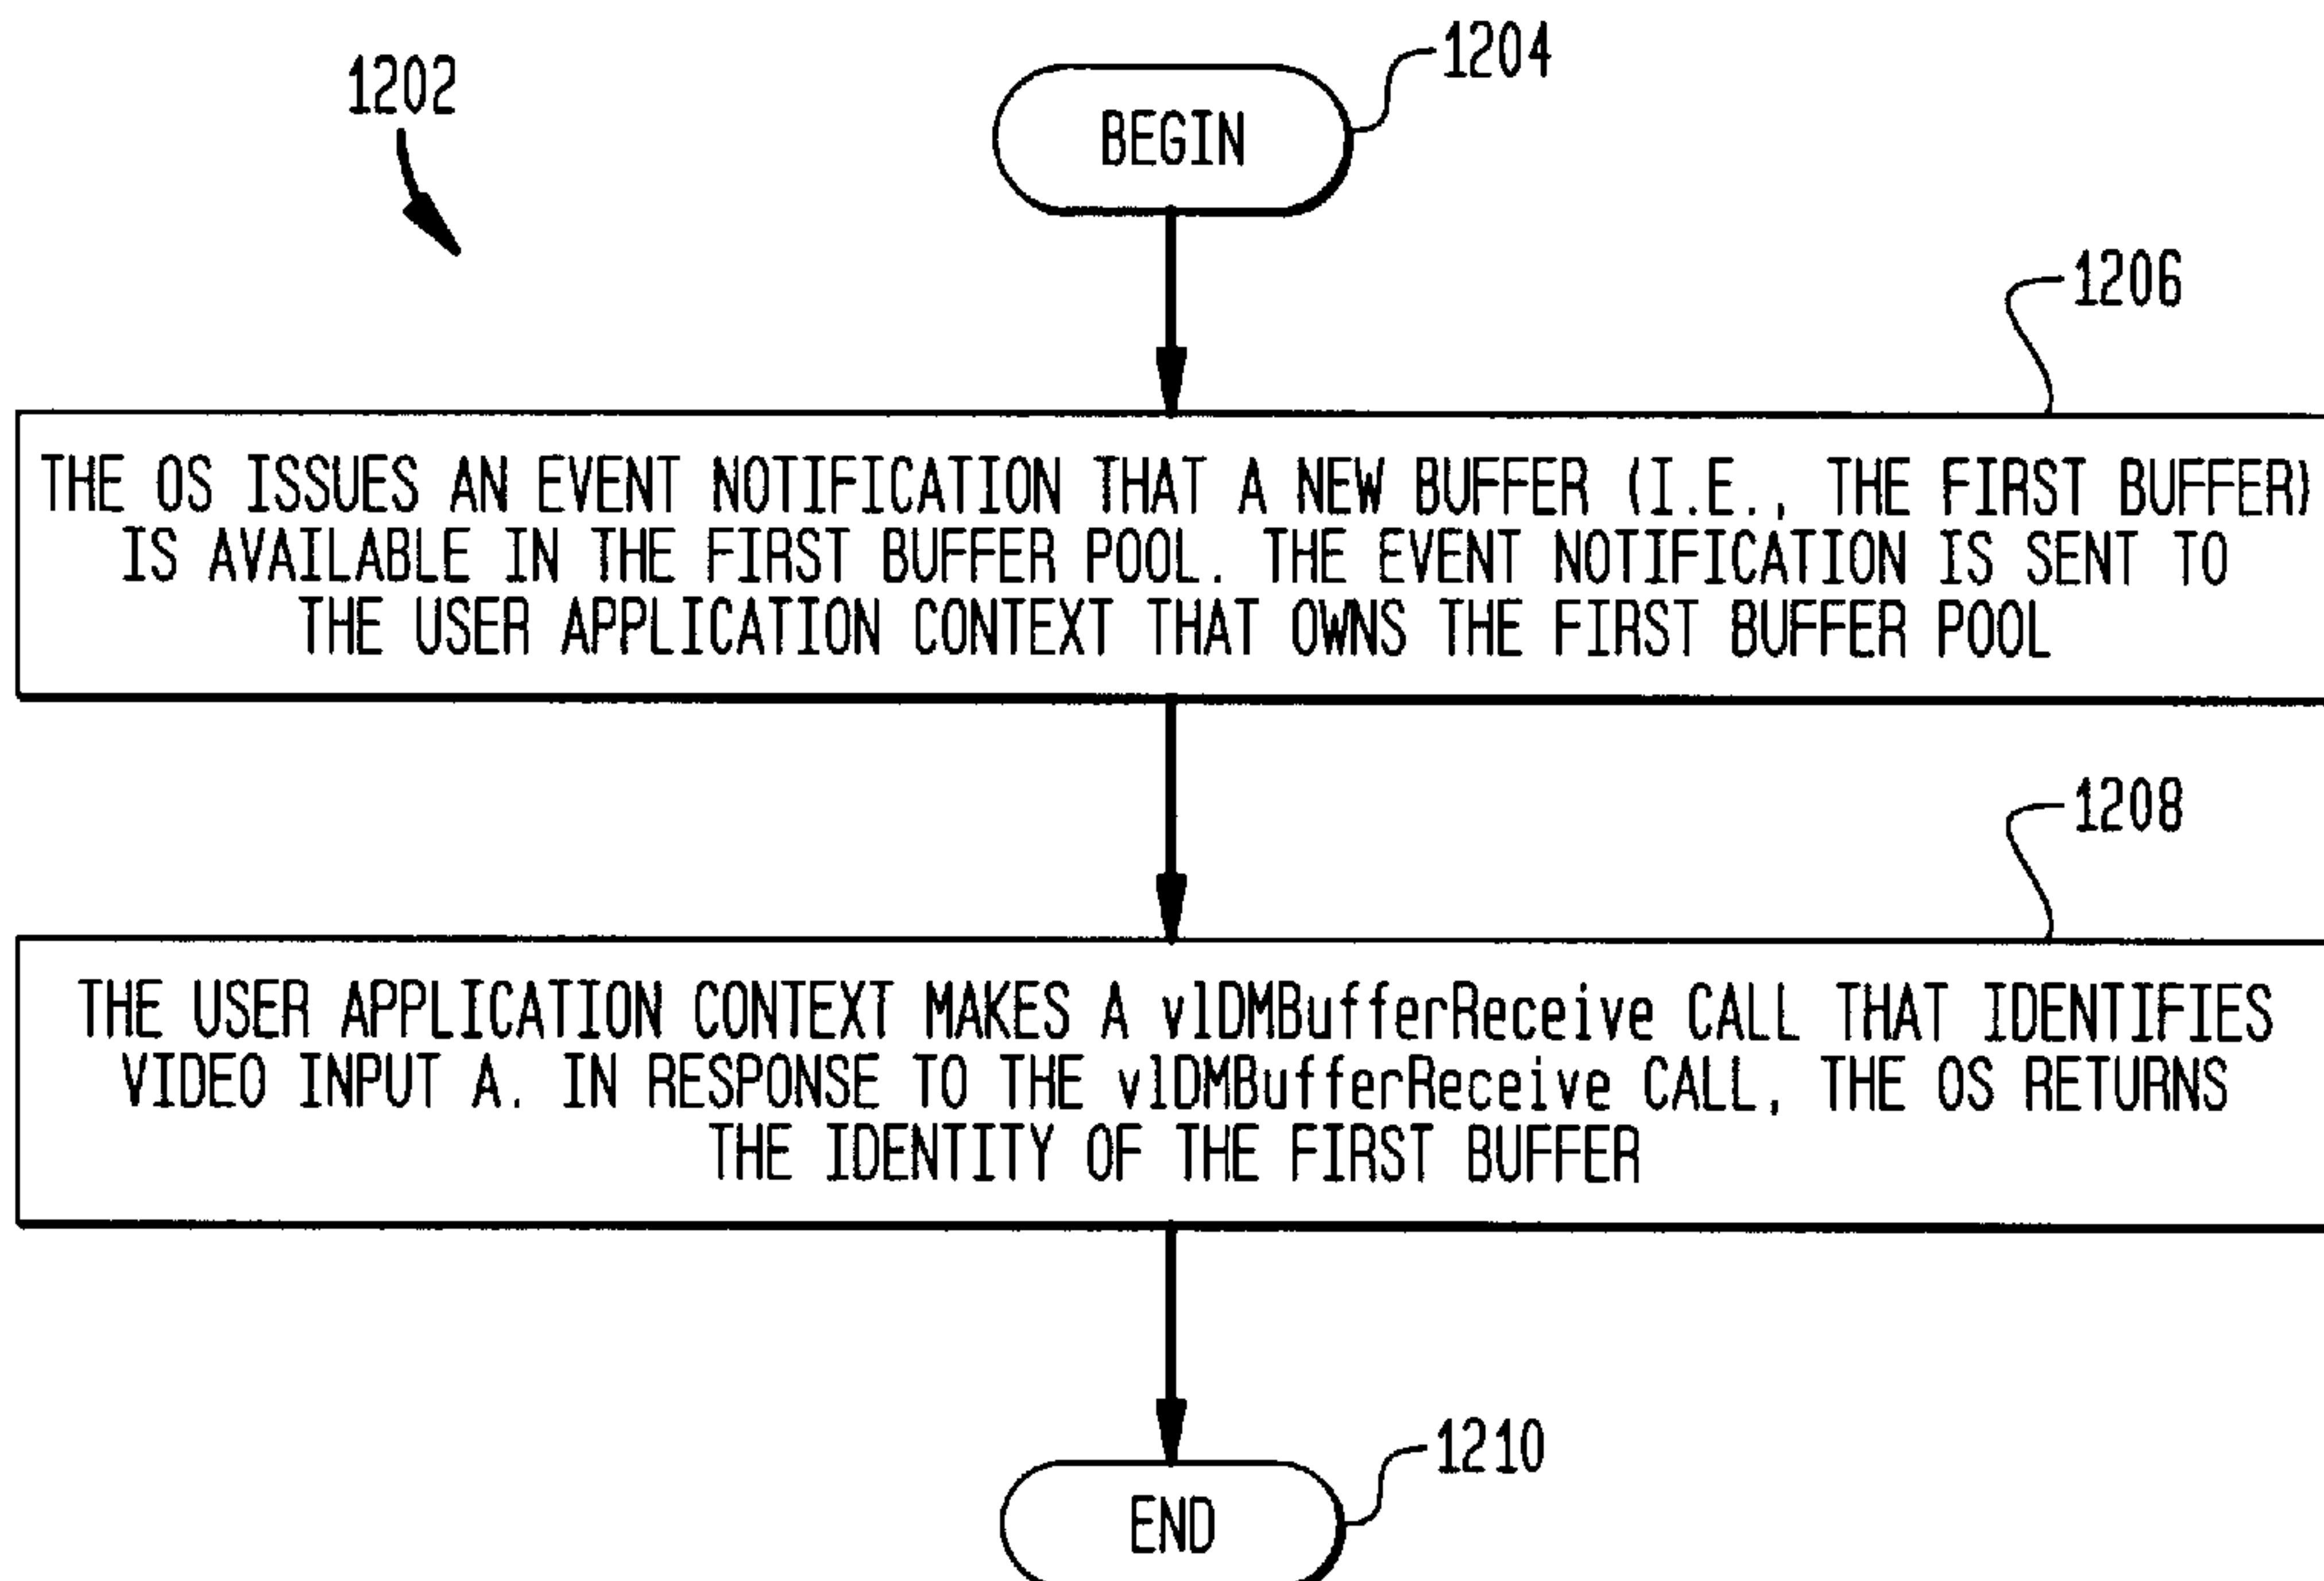 1202
1204
BEGIN
1206
THE OS ISSUES AN EVENT NOTIFICATION THAT A NEW BUFFER (I.E., THE FIRST BUFFER)
IS AVAILABLE IN THE FIRST BUFFER POOL. THE EVENT NOTIFICATION IS SENT TO
THE USER APPLICATION CONTEXT THAT OWNS THE FIRST BUFFER POOL
1208
THE USER APPLICATION CONTEXT MAKES A vlDMBufferReceive CALL THAT IDENTIFIES
VIDEO INPUT A. IN RESPONSE TO THE vlDMBufferReceive CALL, THE OS RETURNS
THE IDENTITY OF THE FIRST BUFFER
1210
END